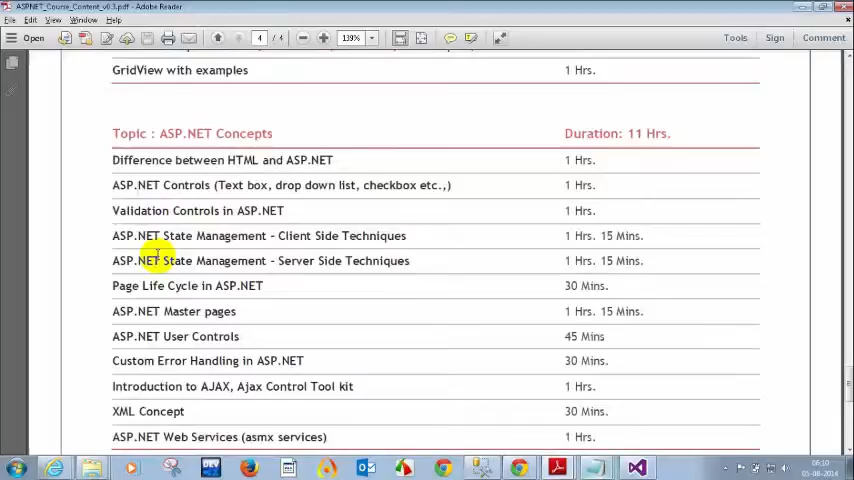 ASPNET_Course_Content_v0.3.pdf - Adobe Reader
File Edit View Window Help
Open 4 / 4 139% Tools Sign Comment
GridView with examples 1 Hrs.
Topic : ASP.NET Concepts Duration: 11 Hrs.
Difference between HTML and ASP.NET 1 Hrs.
ASP.NET Controls (Text box, drop down list, checkbox etc.,) 1 Hrs.
Validation Controls in ASP.NET 1 Hrs.
ASP.NET State Management - Client Side Techniques 1 Hrs. 15 Mins.
ASP.NET State Management - Server Side Techniques 1 Hrs. 15 Mins.
Page Life Cycle in ASP.NET 30 Mins.
ASP.NET Master pages 1 Hrs. 15 Mins.
ASP.NET User Controls 45 Mins
Custom Error Handling in ASP.NET 30 Mins.
Introduction to AJAX, Ajax Control Tool kit 1 Hrs.
XML Concept 30 Mins.
ASP.NET Web Services (asmx services) 1 Hrs.
DEV
06:10
05-08-2014